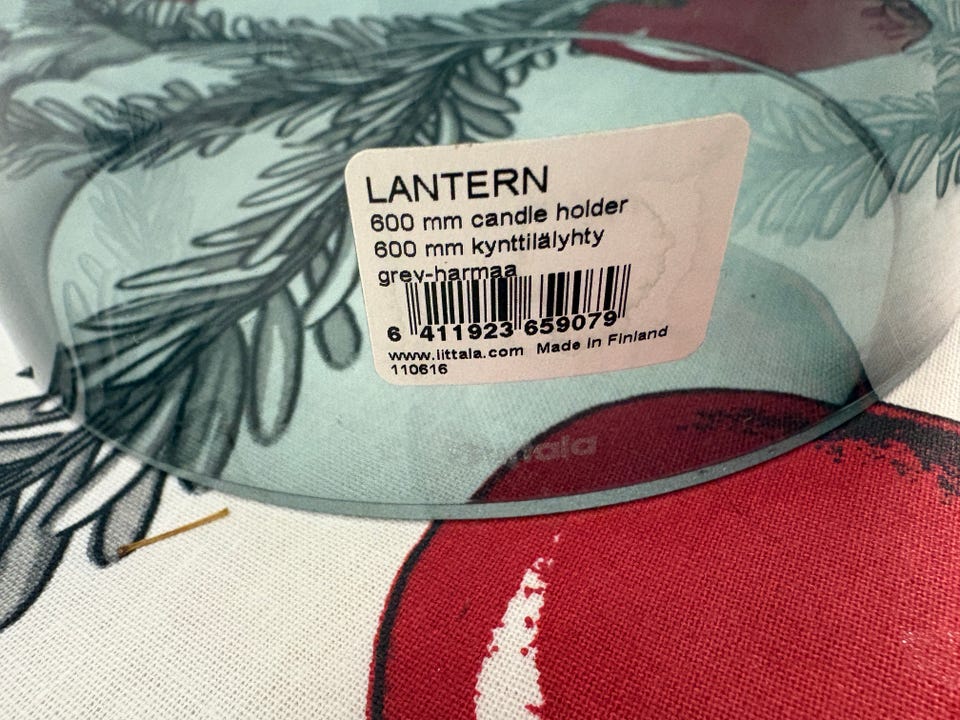 LANTERN
600 mm candle holder
600 mm kynttilälyhty
grey-harmaa
6 411923 659079
www.iittala.com Made in Finland
110616